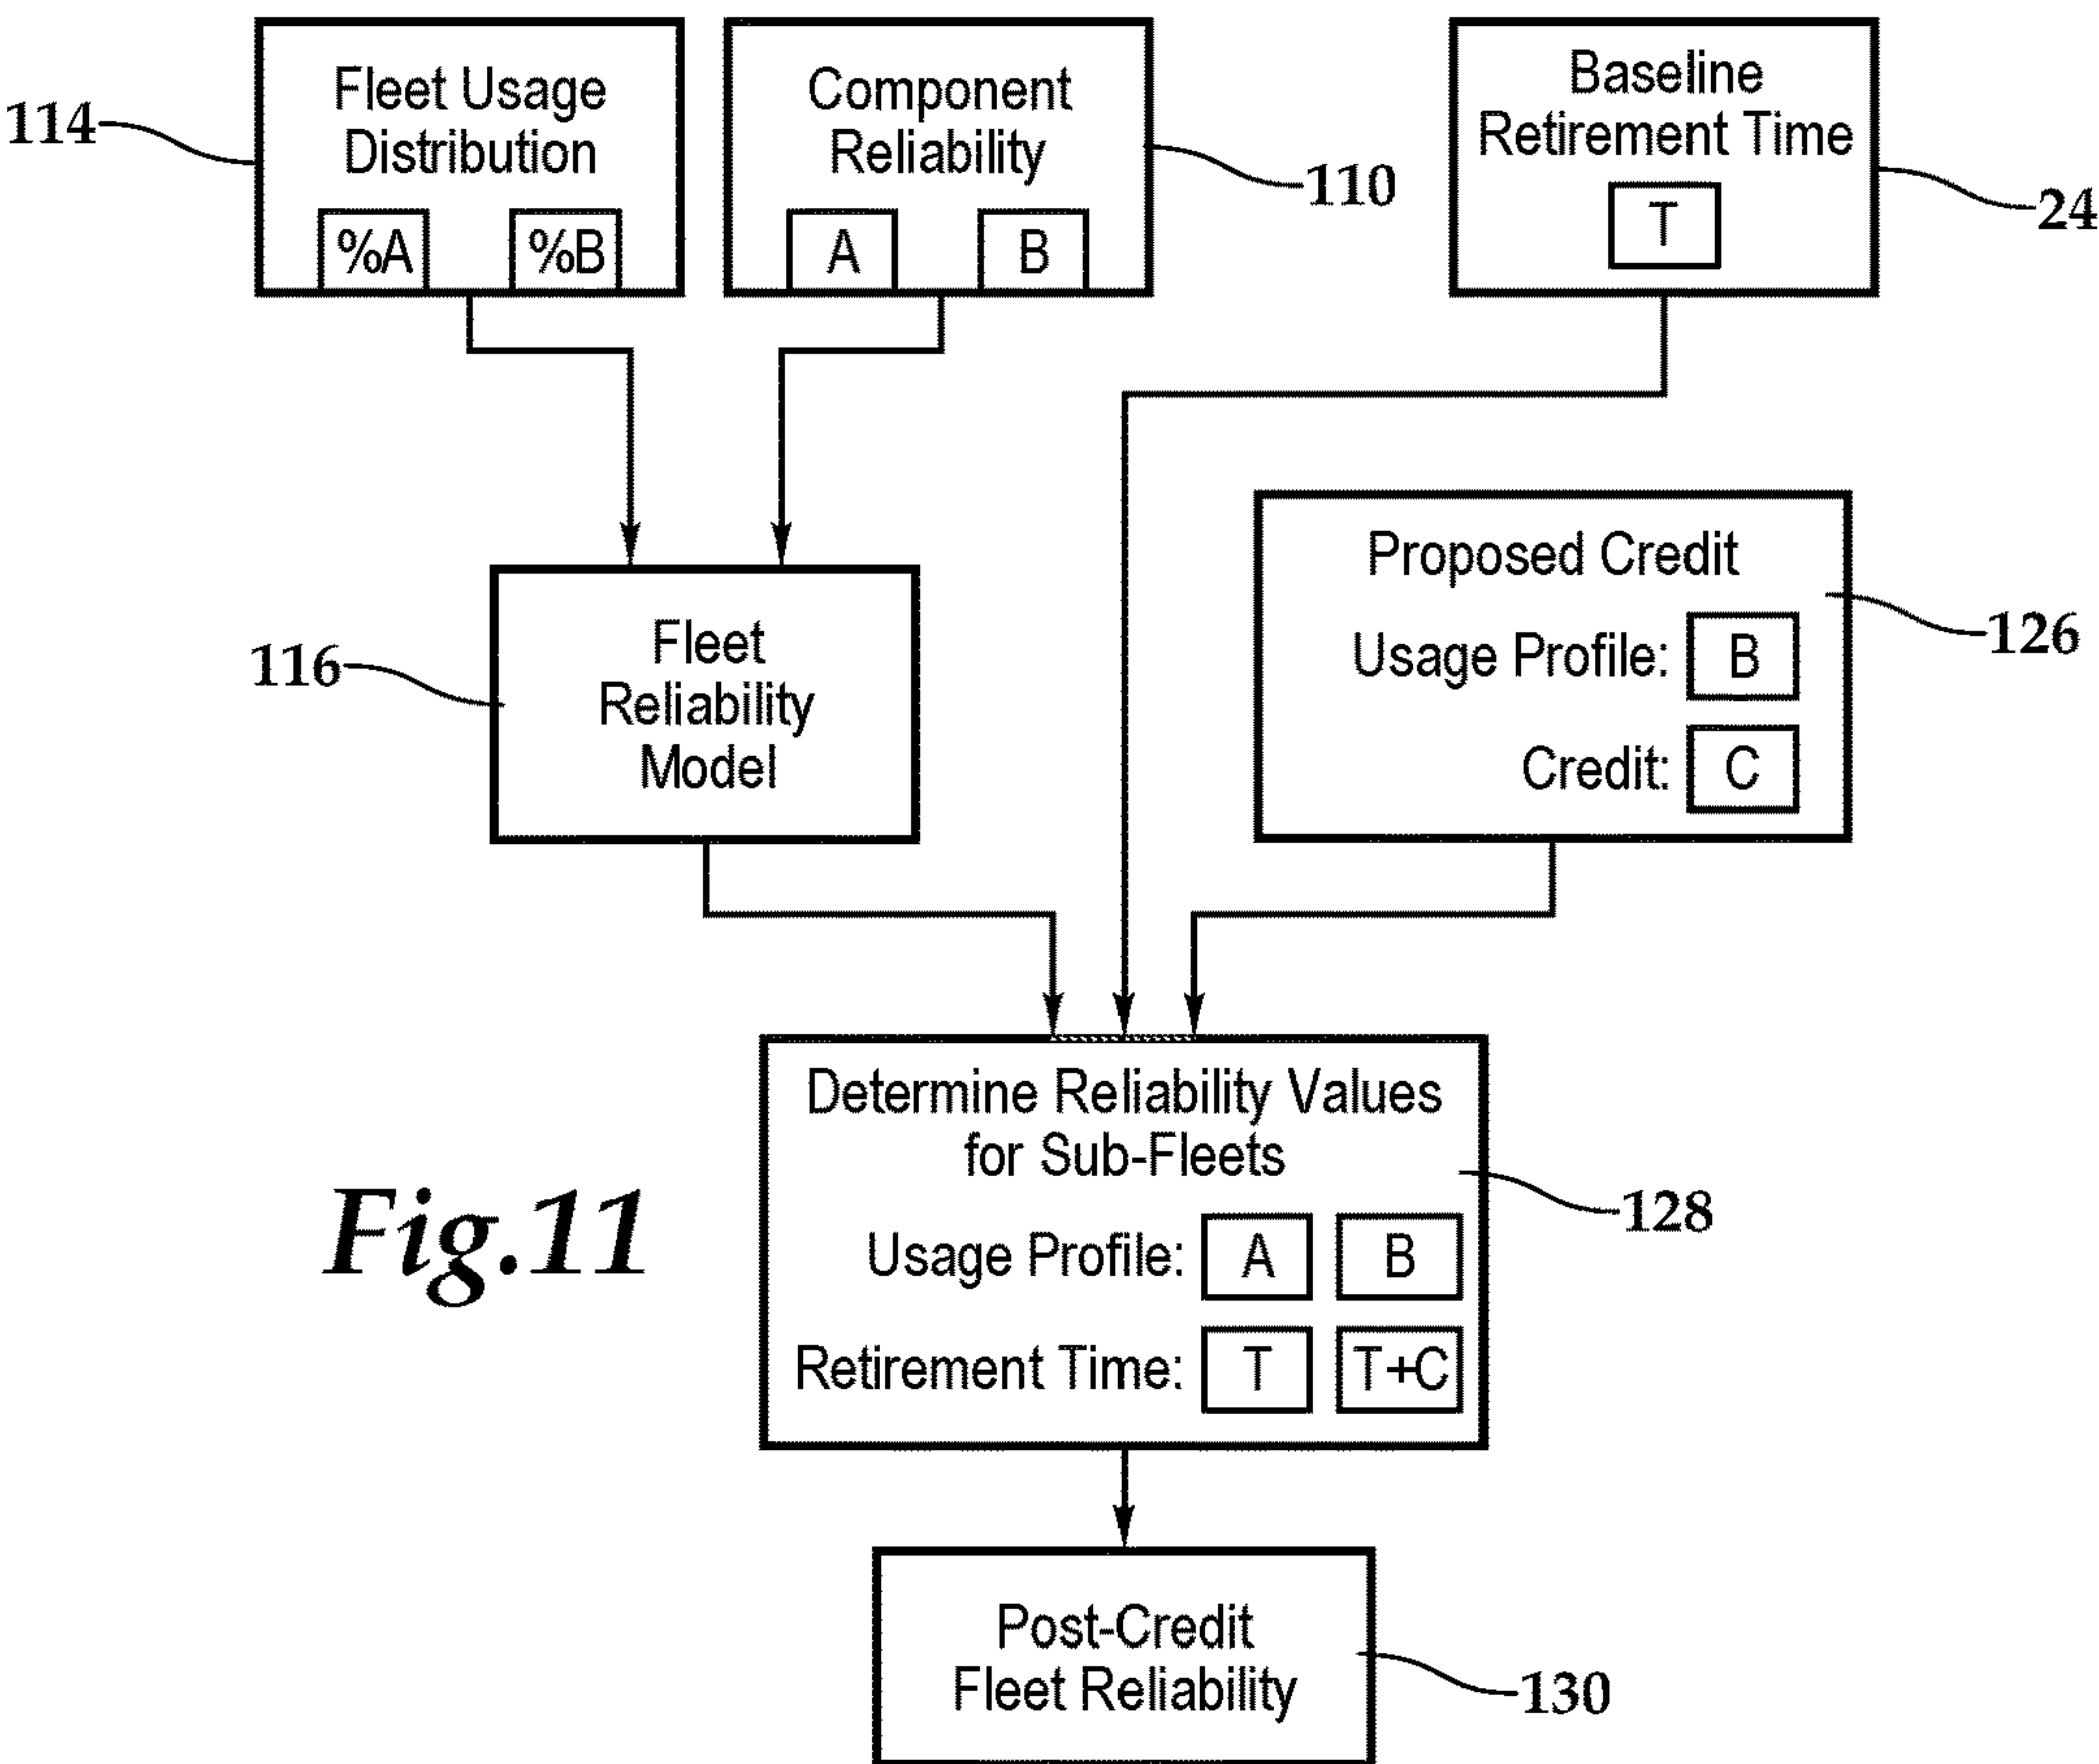 Fleet Usage
Distribution
%A %B
114
Component
Reliability
A B
110
Baseline
Retirement Time
T
24
Proposed Credit
Usage Profile: B
Credit: C
126
Fleet
Reliability
Model
116
Determine Reliability Values
for Sub-Fleets
Usage Profile: A B
Retirement Time: T T+C
128
Fig.11
Post-Credit
Fleet Reliability
130